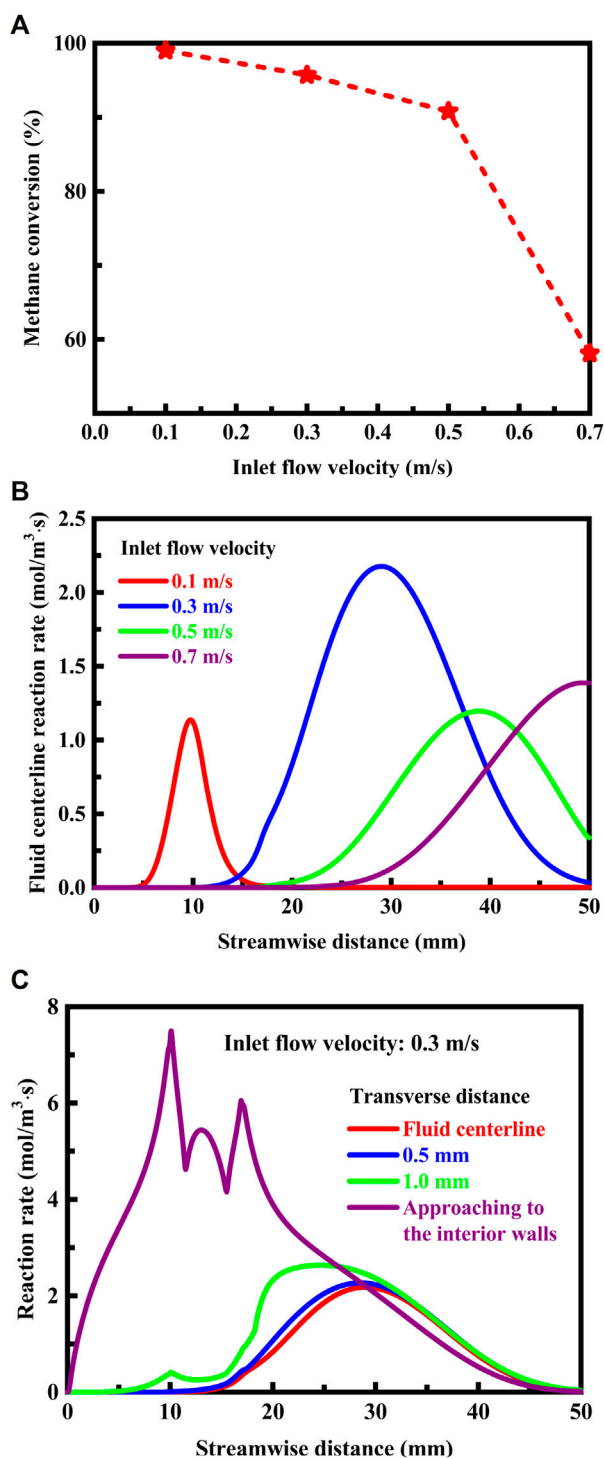 A
Methane conversion (%)
100
80
60
0.0 0.1 0.2 0.3 0.4 0.5 0.6 0.7
Inlet flow velocity (m/s)
B
Fluid centerline reaction rate (mol/m³·s)
2.5
2.0
1.5
1.0
0.5
0.0
Inlet flow velocity
0.1 m/s
0.3 m/s
0.5 m/s
0.7 m/s
0 10 20 30 40 50
Streamwise distance (mm)
C
Reaction rate (mol/m³·s)
8
6
4
2
0
Inlet flow velocity: 0.3 m/s
Transverse distance
Fluid centerline
0.5 mm
1.0 mm
Approaching to
the interior walls
0 10 20 30 40 50
Streamwise distance (mm)